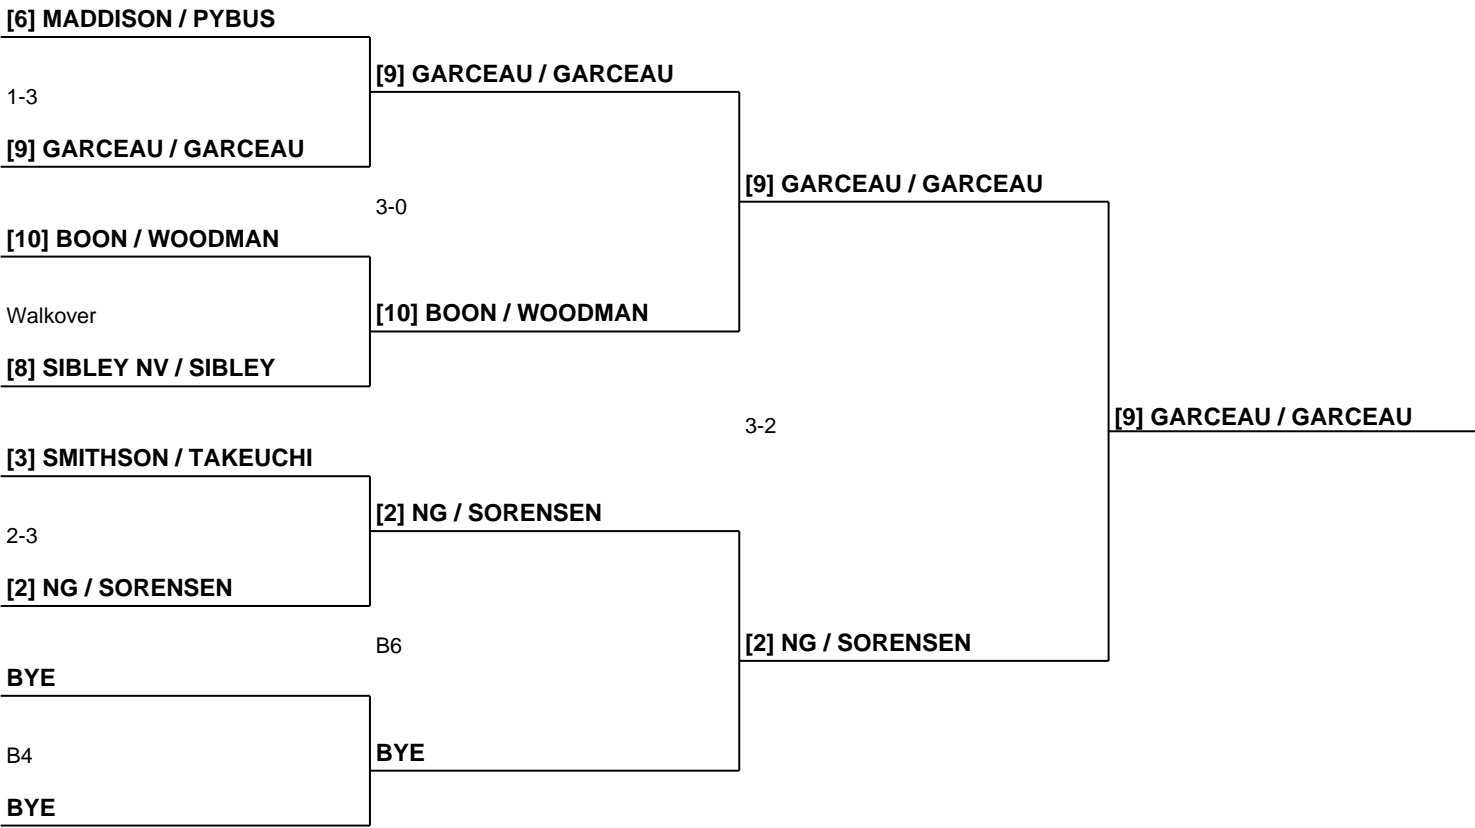 [6] MADDISON / PYBUS
[9] GARCEAU / GARCEAU
1-3
[9] GARCEAU / GARCEAU
[9] GARCEAU / GARCEAU
3-0
[10] BOON / WOODMAN
Walkover
[10] BOON / WOODMAN
[8] SIBLEY NV / SIBLEY
3-2
[9] GARCEAU / GARCEAU
[3] SMITHSON / TAKEUCHI
[2] NG / SORENSEN
2-3
[2] NG / SORENSEN
B6
[2] NG / SORENSEN
BYE
B4
BYE
BYE